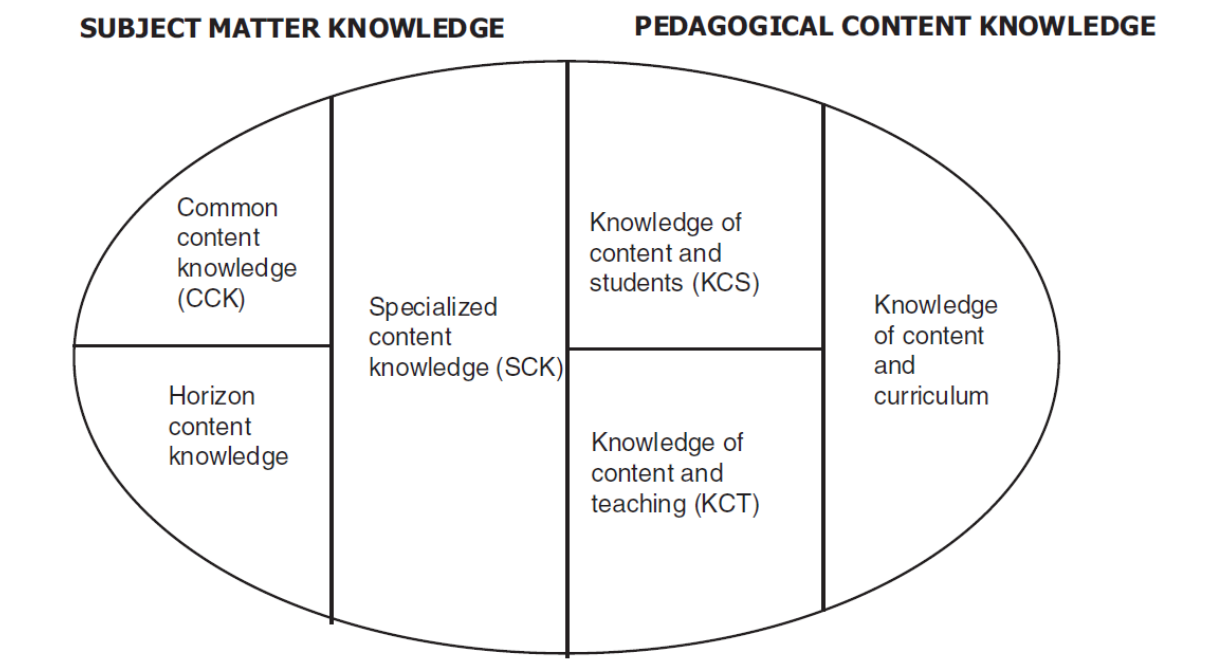 SUBJECT MATTER KNOWLEDGE
PEDAGOGICAL CONTENT KNOWLEDGE
Common
content
knowledge
(CCK)
Horizon
content
knowledge
Specialized
content
knowledge (SCK)
Knowledge of
content and
students (KCS)
Knowledge of
content and
teaching (KCT)
Knowledge
of content
and
curriculum